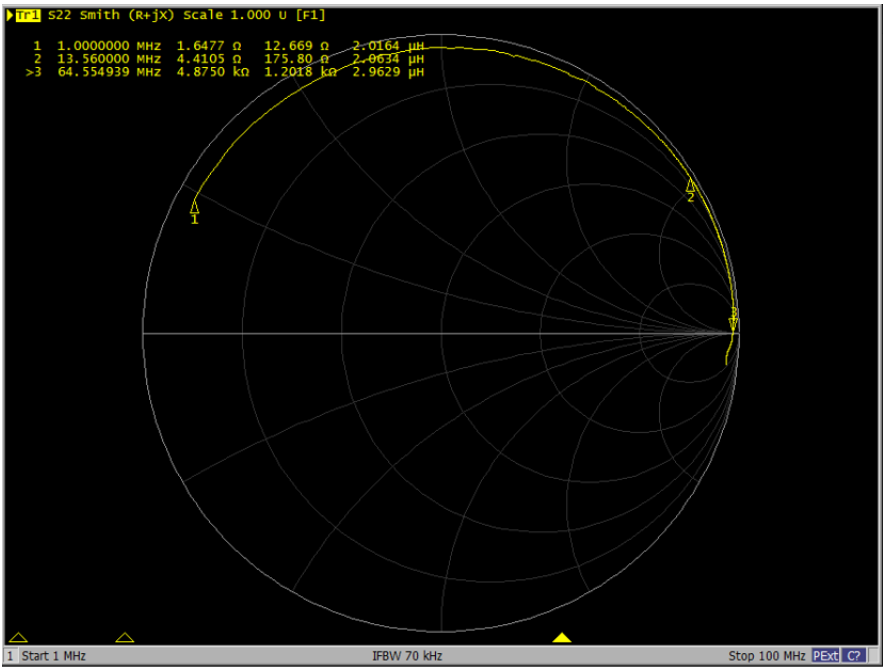 Tr1 S22 Smith (R+jX) Scale 1.000 U [F1]
1 1.0000000 MHz 1.6477 Ω 12.669 Ω 2.0164 µH
2 13.560000 MHz 4.4105 Ω 175.80 Ω 2.0634 µH
>3 64.554939 MHz 4.8750 kΩ 1.2018 kΩ 2.9629 µH
3
2
1
1 Start 1 MHz IFBW 70 kHz Stop 100 MHz PExt C?